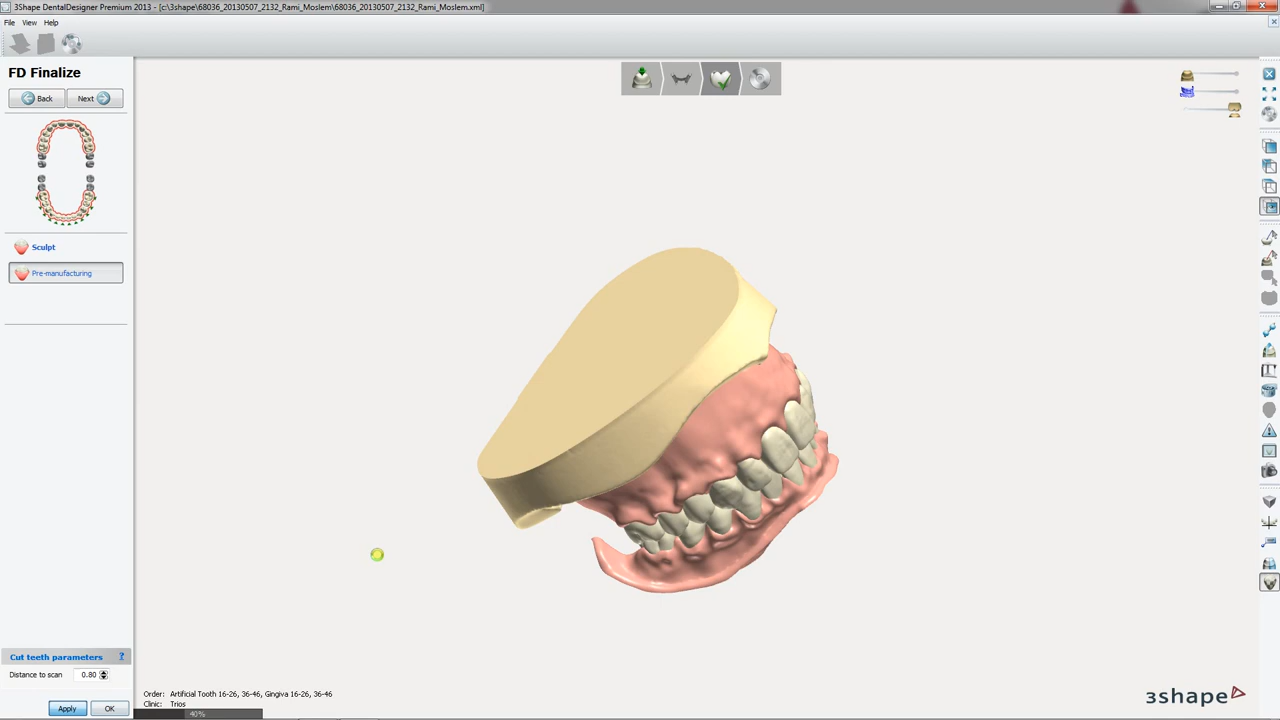 3Shape DentalDesigner Premium 2013 - [c:\3shape\68036_20130507_2132_Rami_Moslem\68036_20130507_2132_Rami_Moslem.xml]
File View Help
FD Finalize
Back Next
Sculpt
Pre-manufacturing
Cut teeth parameters ?
Distance to scan 0.80
Apply OK
Order: Artificial Tooth 16-26, 36-46, Gingiva 16-26, 36-46
Clinic: Trios
40%
3shape